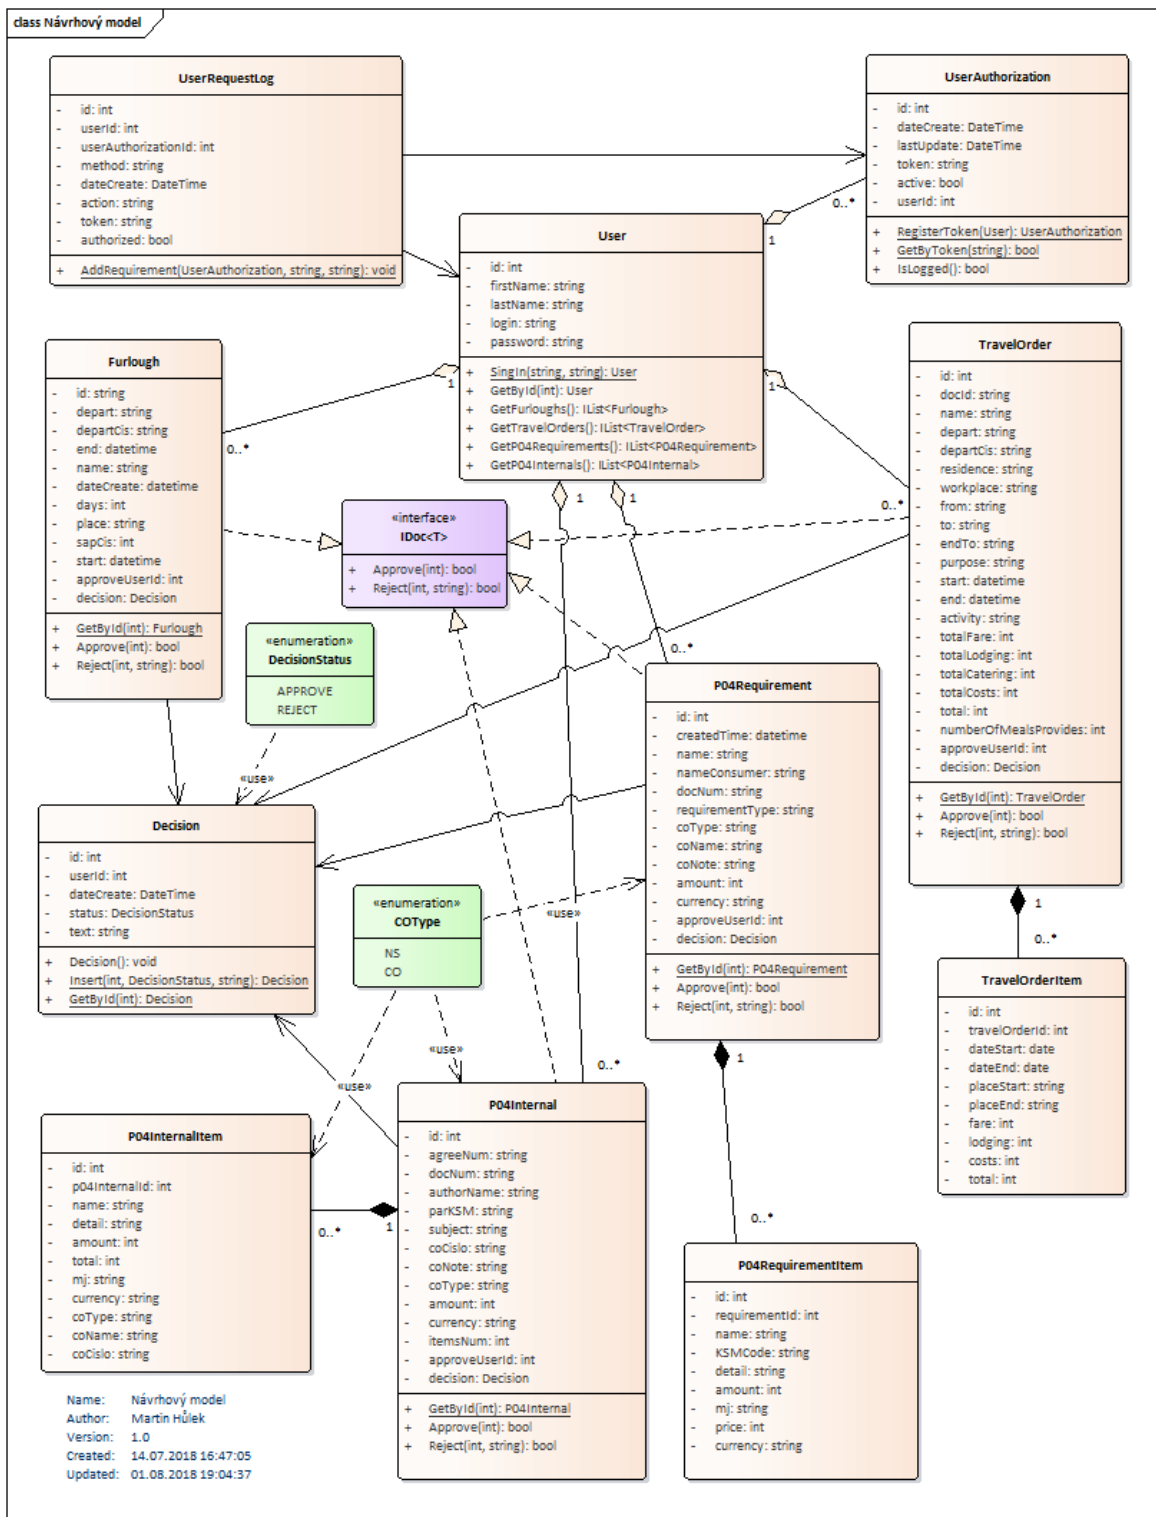 class Návrhový model
UserRequestLog
- id: int
- userId: int
- userAuthorizationId: int
- method: string
- dateCreate: DateTime
- action: string
- token: string
- authorized: bool
+ AddRequirement(UserAuthorization, string, string): void
UserAuthorization
- id: int
- dateCreate: DateTime
- lastUpdate: DateTime
- token: string
- active: bool
- userId: int
+ RegisterToken(User): UserAuthorization
+ GetByToken(string): bool
+ IsLogged(): bool
0..*
1
User
- id: int
- firstName: string
- lastName: string
- login: string
- password: string
+ SingIn(string, string): User
+ GetById(int): User
+ GetFurloughs(): IList<Furlough>
+ GetTravelOrders(): IList<TravelOrder>
+ GetP04Requirements(): IList<P04Requirement>
+ GetP04Internals(): IList<P04Internal>
1
0..*
1
0..*
1
1
Furlough
- id: string
- depart: string
- departCis: string
- end: datetime
- name: string
- dateCreate: datetime
- days: int
- place: string
- sapCis: int
- start: datetime
- approveUserId: int
- decision: Decision
+ GetById(int): Furlough
+ Approve(int): bool
+ Reject(int, string): bool
«interface»
IDoc<T>
+ Approve(int): bool
+ Reject(int, string): bool
TravelOrder
- id: int
- docId: string
- name: string
- depart: string
- departCis: string
- residence: string
- workplace: string
- from: string
- to: string
- endTo: string
- purpose: string
- start: datetime
- end: datetime
- activity: string
- totalFare: int
- totalLodging: int
- totalCatering: int
- totalCosts: int
- total: int
- numberOfMealsProvides: int
- approveUserId: int
- decision: Decision
+ GetById(int): TravelOrder
+ Approve(int): bool
+ Reject(int, string): bool
«enumeration»
DecisionStatus
APPROVE
REJECT
«use»
0..*
P04Requirement
- id: int
- createdTime: datetime
- name: string
- nameConsumer: string
- docNum: string
- requirementType: string
- coType: string
- coName: string
- coNote: string
- amount: int
- currency: string
- approveUserId: int
- decision: Decision
+ GetById(int): P04Requirement
+ Approve(int): bool
+ Reject(int, string): bool
Decision
- id: int
- userId: int
- dateCreate: DateTime
- status: DecisionStatus
- text: string
+ Decision(): void
+ Insert(int, DecisionStatus, string): Decision
+ GetById(int): Decision
«enumeration»
COType
NS
CO
«use»
«use»
«use»
1
0..*
TravelOrderItem
- id: int
- travelOrderId: int
- dateStart: date
- dateEnd: date
- placeStart: string
- placeEnd: string
- fare: int
- lodging: int
- costs: int
- total: int
0..*
1
P04Internal
- id: int
- agreeNum: string
- docNum: string
- authorName: string
- parKSM: string
- subject: string
- coCislo: string
- coNote: string
- coType: string
- amount: int
- currency: string
- itemsNum: int
- approveUserId: int
- decision: Decision
+ GetById(int): P04Internal
+ Approve(int): bool
+ Reject(int, string): bool
P04InternalItem
- id: int
- p04InternalId: int
- name: string
- detail: string
- amount: int
- total: int
- mj: string
- currency: string
- coType: string
- coName: string
- coCislo: string
0..*
1
0..*
P04RequirementItem
- id: int
- requirementId: int
- name: string
- KSMCode: string
- detail: string
- amount: int
- mj: string
- price: int
- currency: string
Name: Návrhový model
Author: Martin Hůlek
Version: 1.0
Created: 14.07.2018 16:47:05
Updated: 01.08.2018 19:04:37